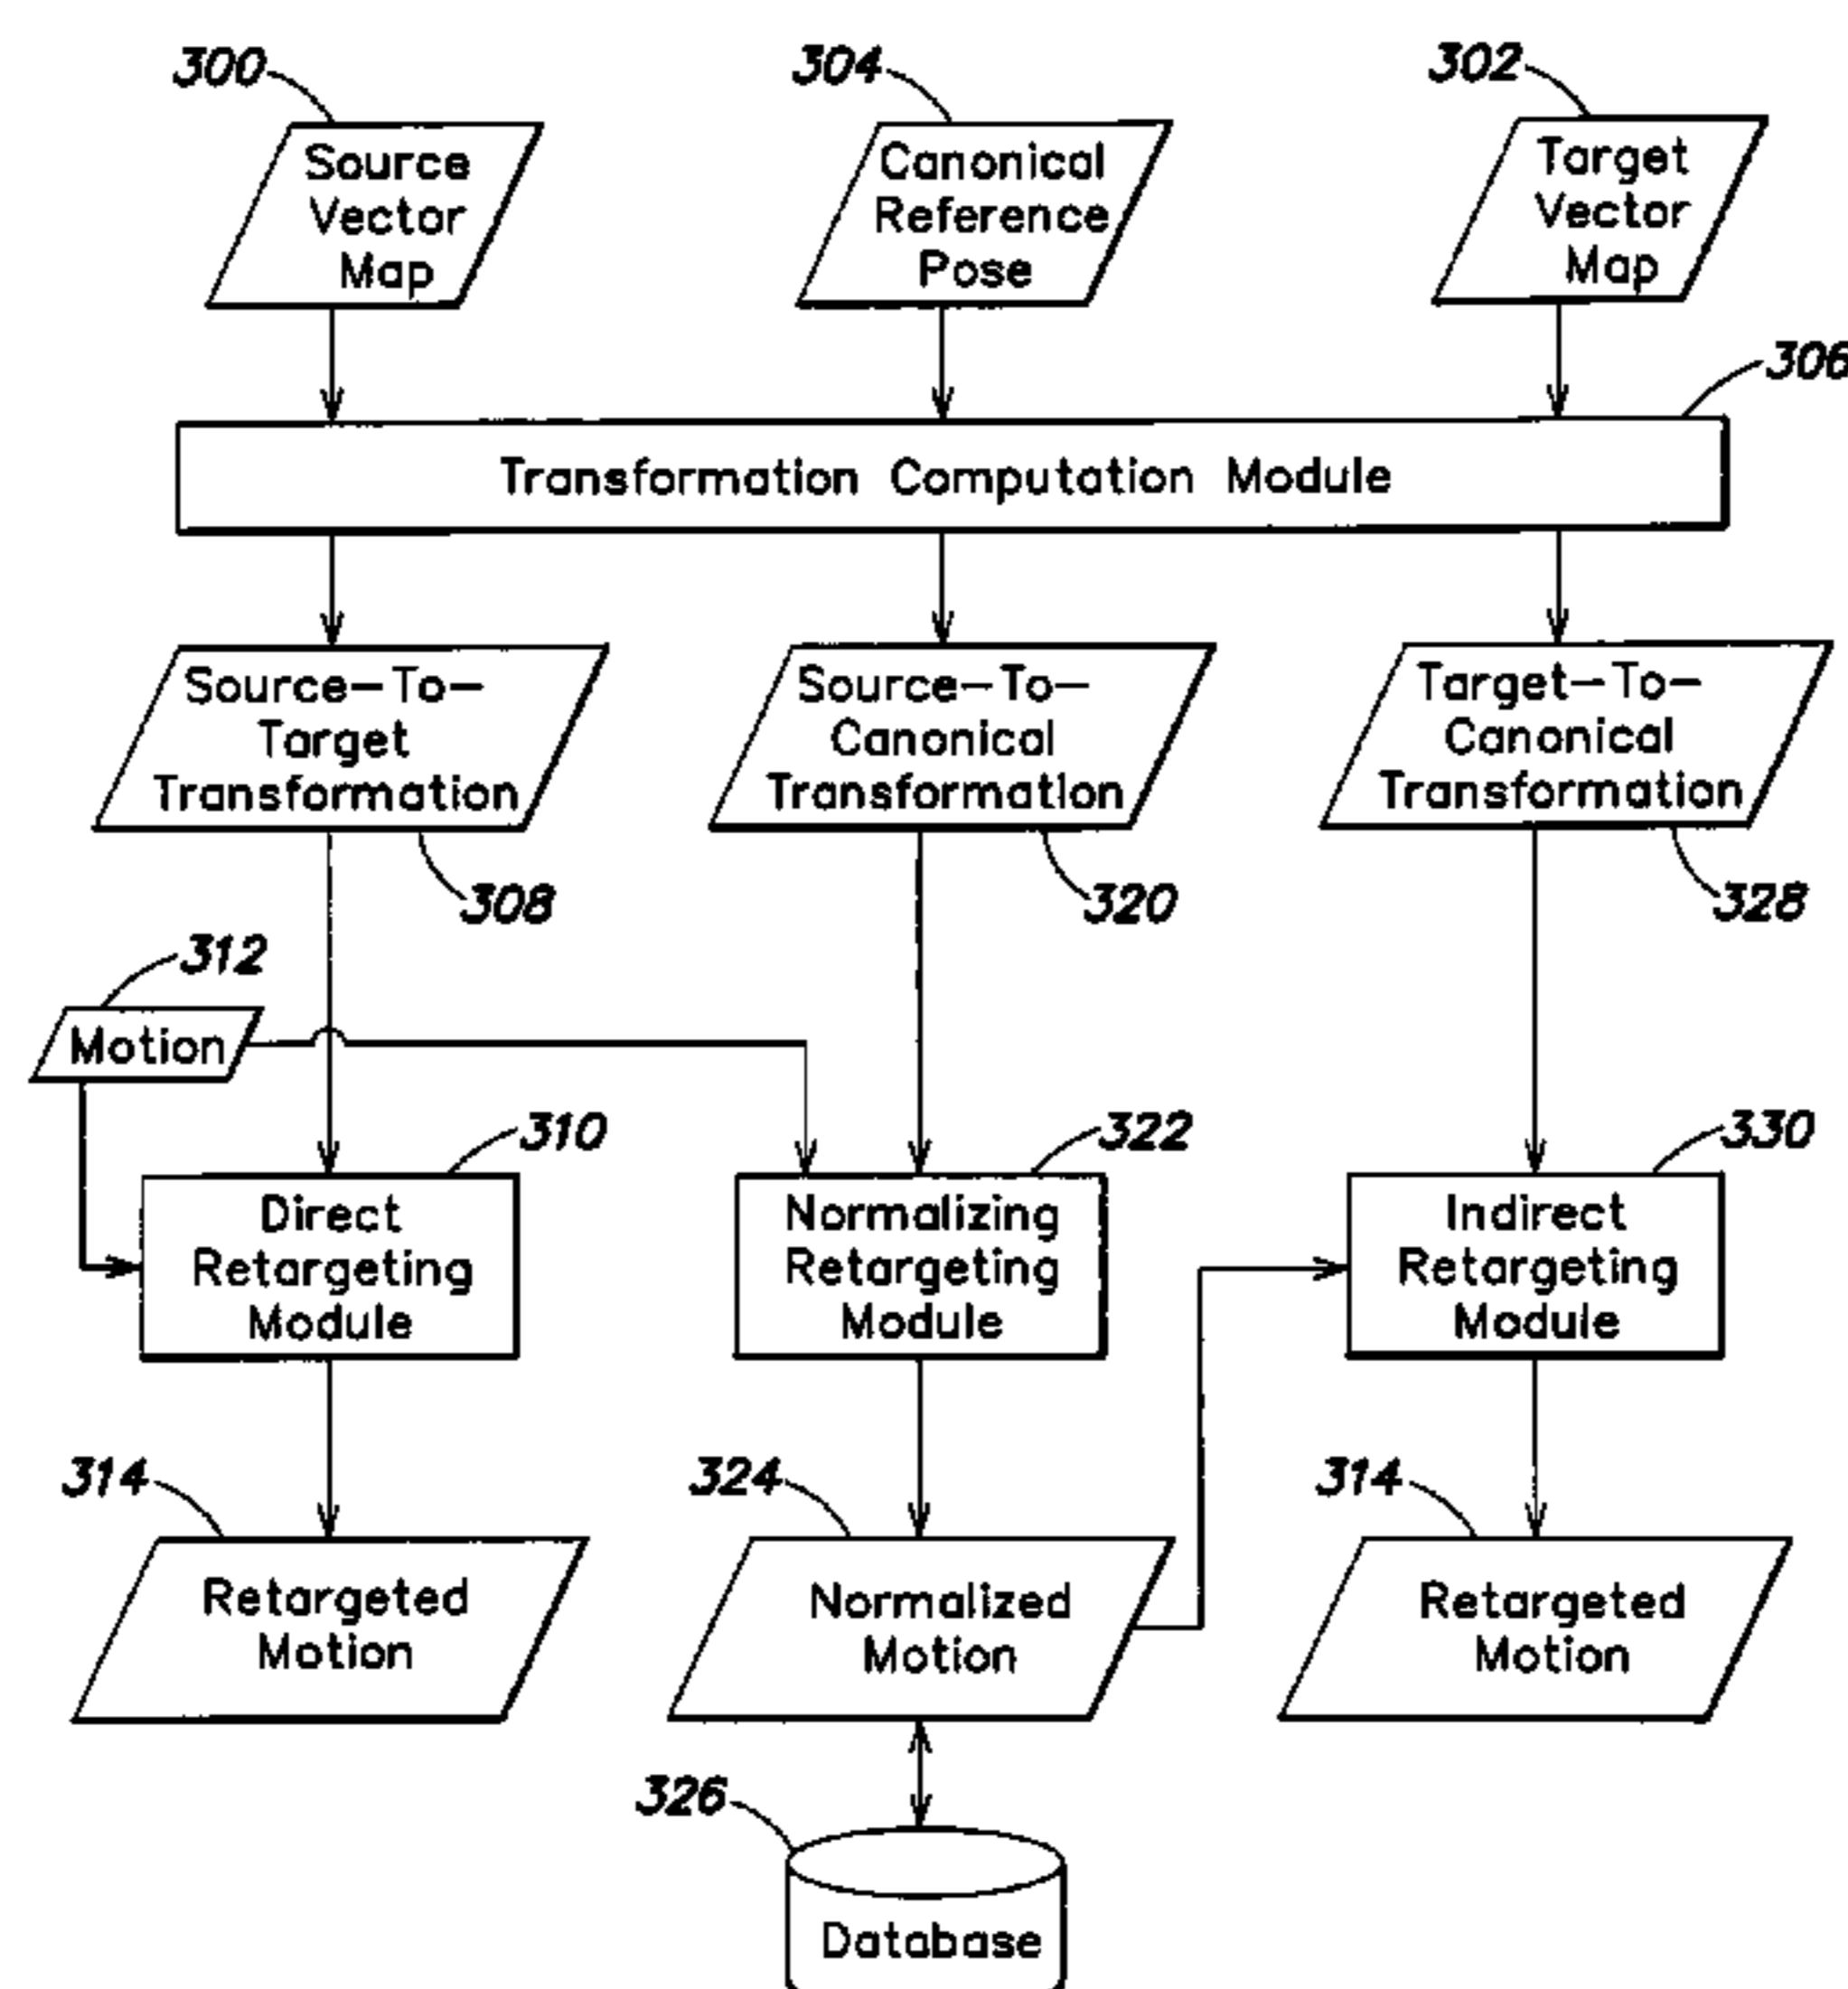 300
304
302
Source
Vector
Map
Canonical
Reference
Pose
Target
Vector
Map
306
Transformation Computation Module
Source-To-
Target
Transformation
Source-To-
Canonical
Transformation
Target-To-
Canonical
Transformation
308
320
328
312
Motion
310
322
330
Direct
Retargeting
Module
Normalizing
Retargeting
Module
Indirect
Retargeting
Module
314
324
314
Retargeted
Motion
Normalized
Motion
Retargeted
Motion
326
Database